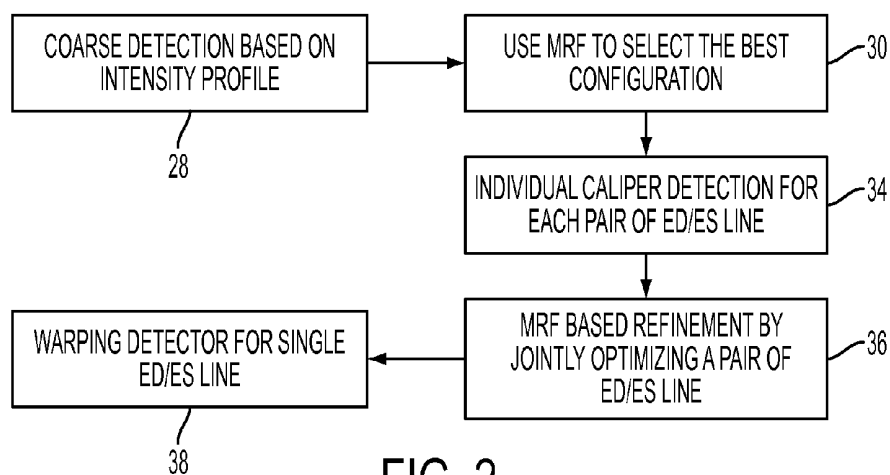 COARSE DETECTION BASED ON
INTENSITY PROFILE
28
USE MRF TO SELECT THE BEST
CONFIGURATION
30
INDIVIDUAL CALIPER DETECTION FOR
EACH PAIR OF ED/ES LINE
34
MRF BASED REFINEMENT BY
JOINTLY OPTIMIZING A PAIR OF
ED/ES LINE
36
WARPING DETECTOR FOR SINGLE
ED/ES LINE
38